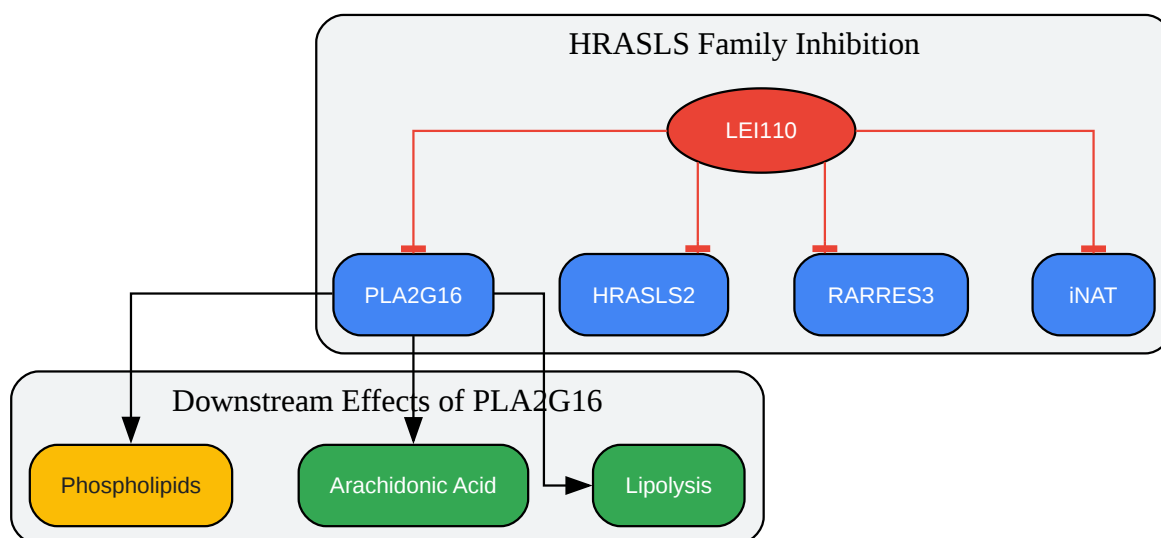 HRASLS Family Inhibition
LEI110
PLA2G16
HRASLS2
RARRES3
iNAT
Downstream Effects of PLA2G16
Phospholipids
Arachidonic Acid
Lipolysis